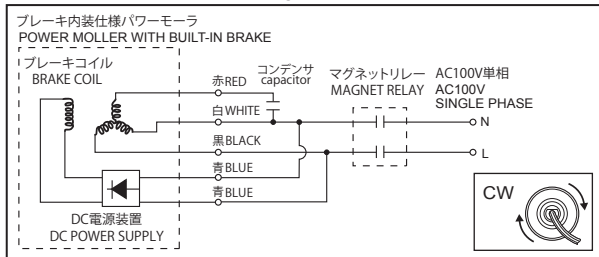 ブレーキ内装仕様パワーモーラ
POWER MOLLER WITH BUILT-IN BRAKE
ブレーキコイル
BRAKE COIL
赤RED
コンデンサ
capacitor
マグネットリレー
MAGNET RELAY
AC100V単相
AC100V
SINGLE PHASE
白WHITE
N
黒BLACK
L
青BLUE
青BLUE
DC電源装置
DC POWER SUPPLY
CW